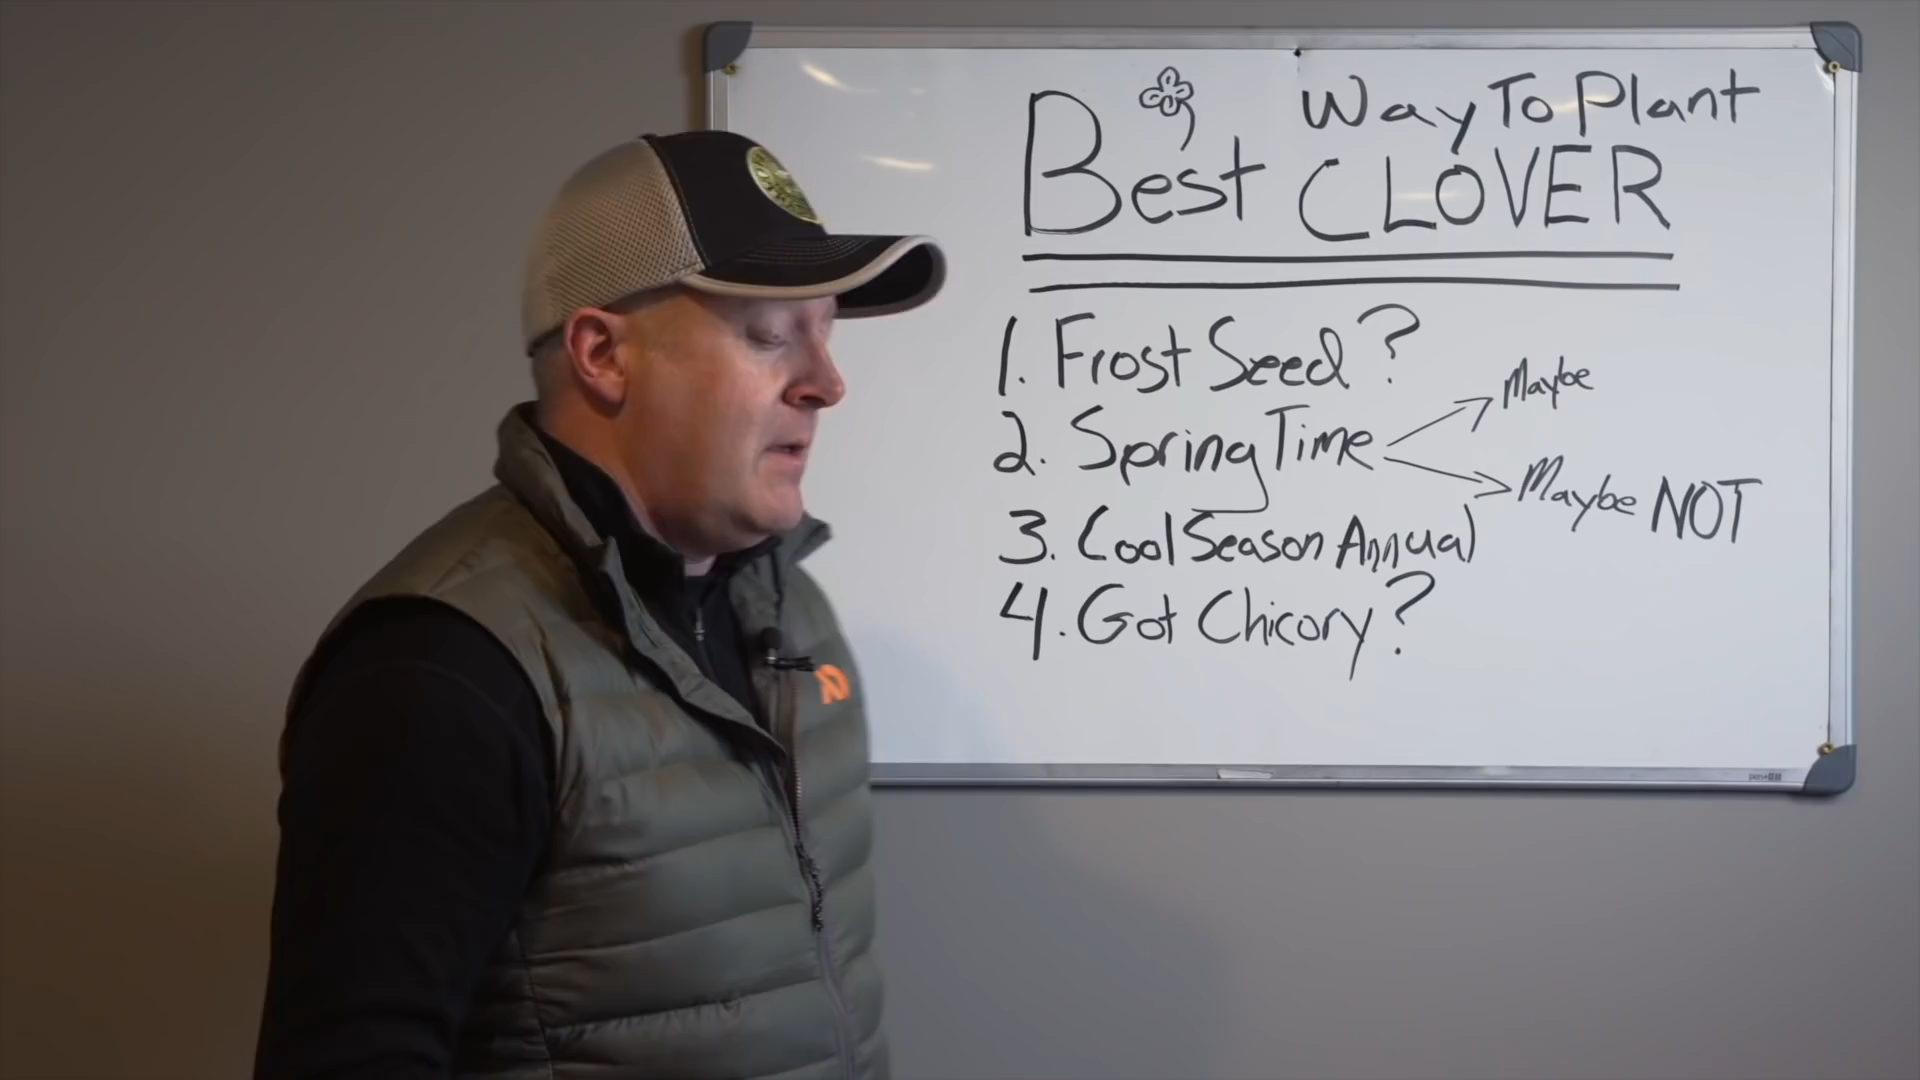 Best Way To Plant
CLOVER
1. Frost Seed?
2. Spring Time
Maybe
Maybe NOT
3. Cool Season Annual
4. Got Chicory?